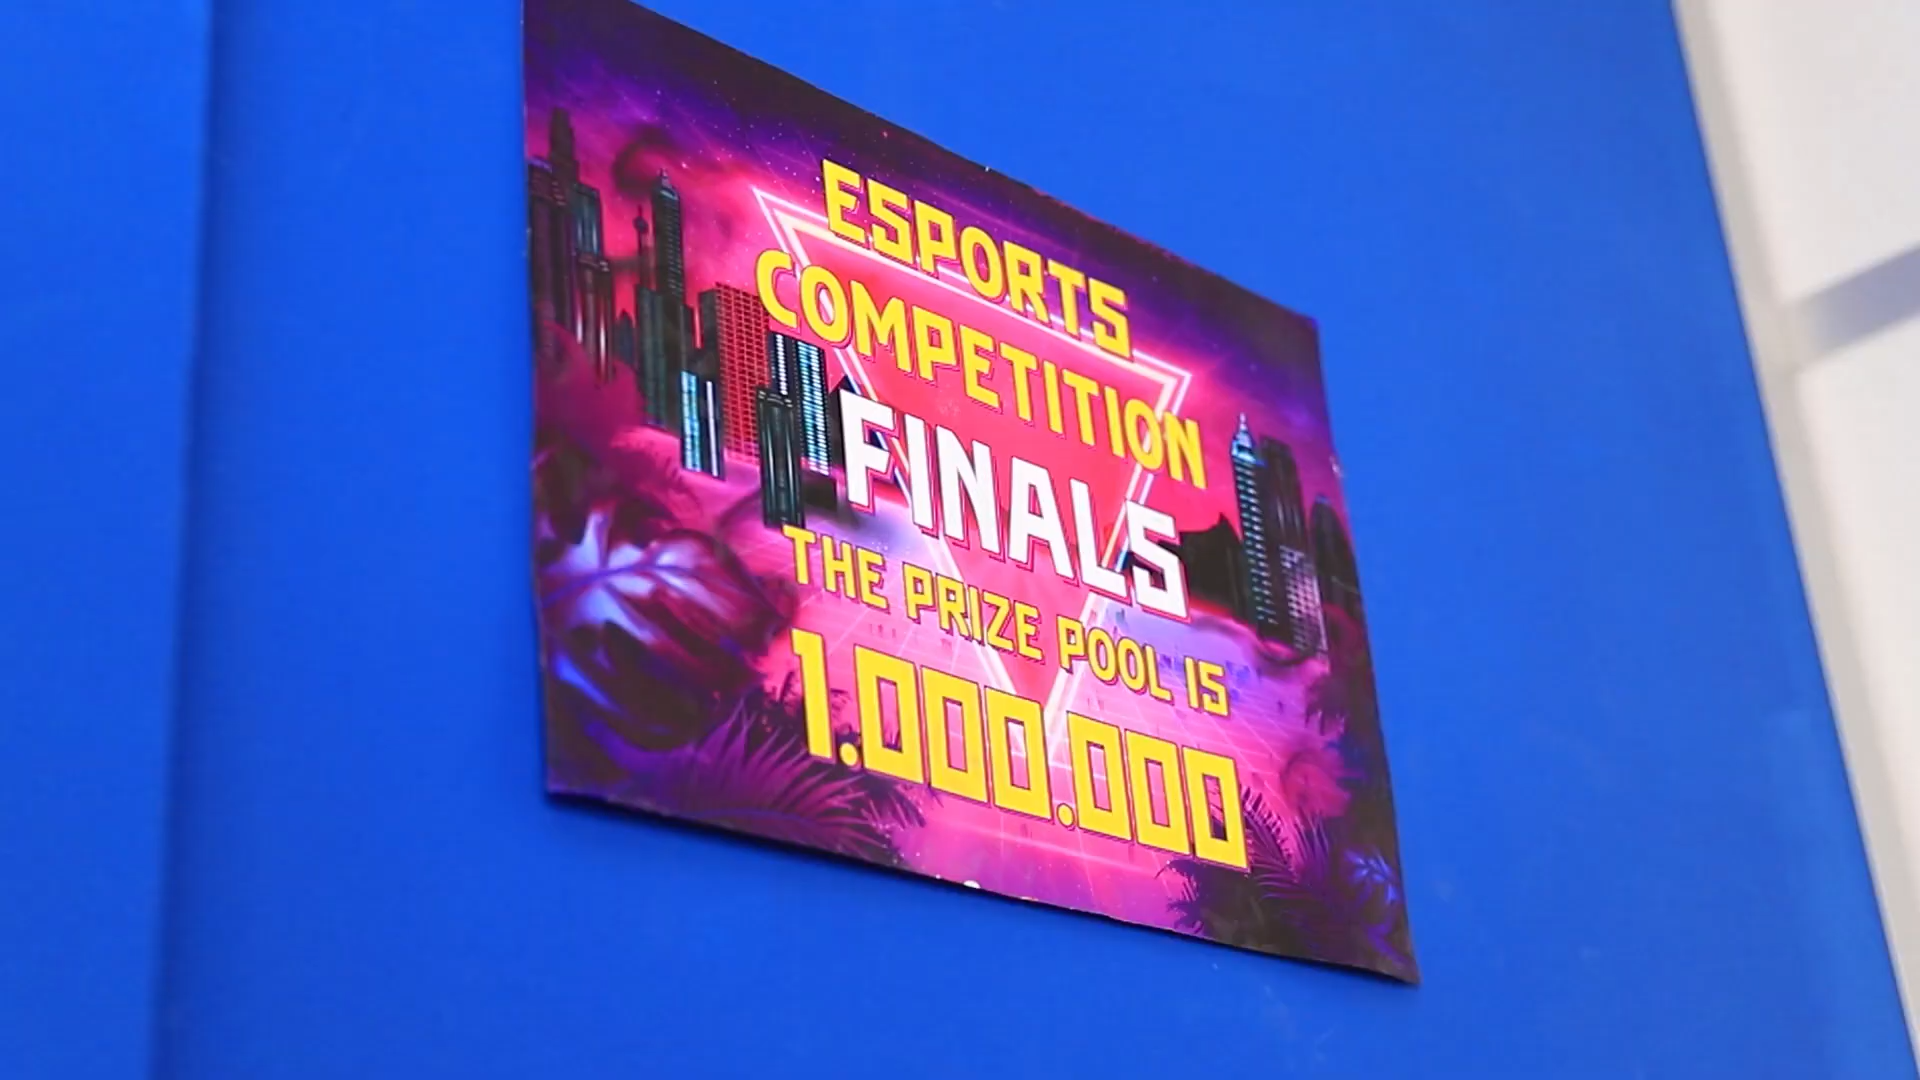 ESPORTS
COMPETITION
FINALS
THE PRIZE POOL IS
1.000.000